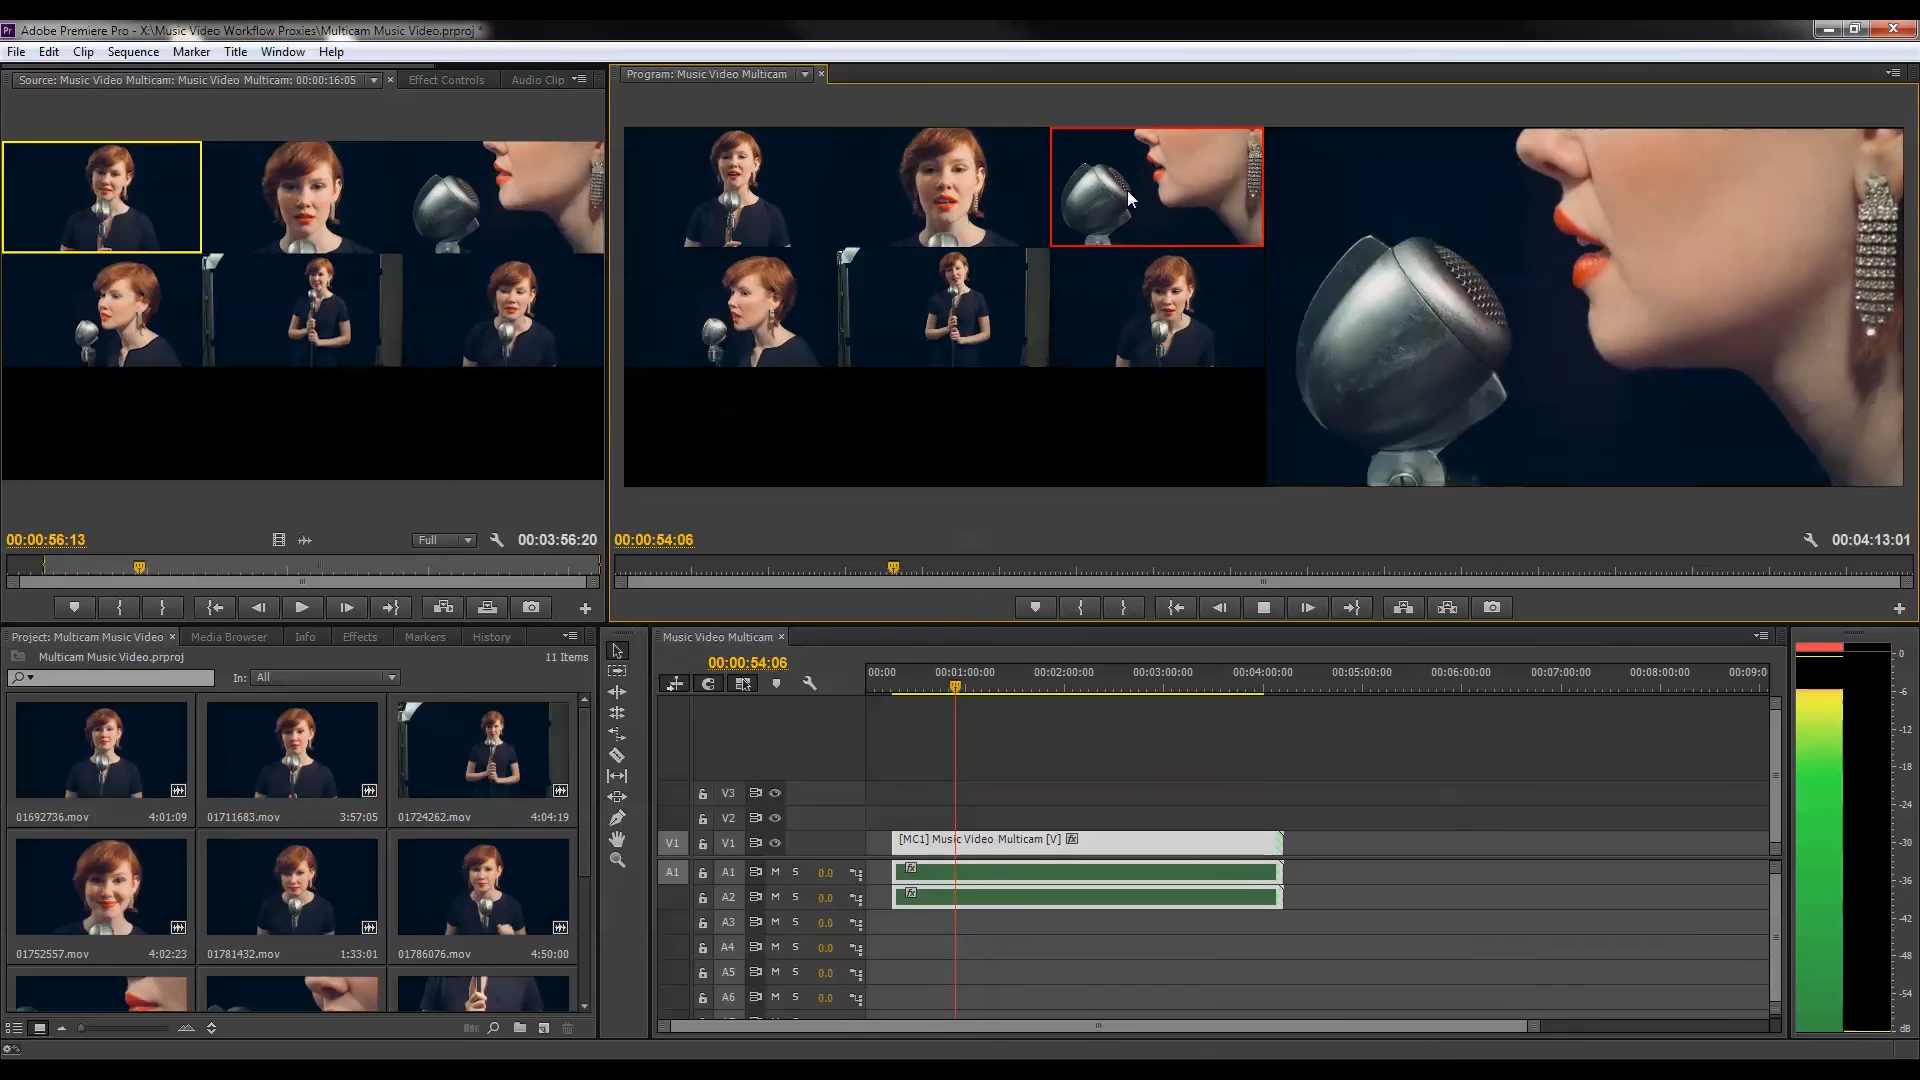 Pr Adobe Premiere Pro - X:\Music Video Workflow Proxies\Multicam Music Video.prproj *
File Edit Clip Sequence Marker Title Window Help
Source: Music Video Multicam: Music Video Multicam: 00:00:16:05 Effect Controls Audio Clip
Program: Music Video Multicam
00:00:56:13 Full 00:03:56:20
00:00:54:06 00:04:13:01
Project: Multicam Music Video Media Browser Info Effects Markers History
Multicam Music Video.prproj 11 Items
In: All
01692736.mov 4:01:09
01711683.mov 3:57:05
01724262.mov 4:04:19
01752557.mov 4:02:23
01781432.mov 1:33:01
01786076.mov 4:50:00
Music Video Multicam
00:00:54:06
00:00 00:01:00:00 00:02:00:00 00:03:00:00 00:04:00:00 00:05:00:00 00:06:00:00 00:07:00:00 00:08:00:00 00:09:0
V3
V2
V1 V1 [MC1] Music Video Multicam [V] fx
A1 A1 M S 0.0 fx
A2 M S 0.0 fx
A3 M S 0.0
A4 M S 0.0
A5 M S 0.0
A6 M S 0.0
0
-6
-12
-18
-24
-30
-36
-42
-48
-54
dB